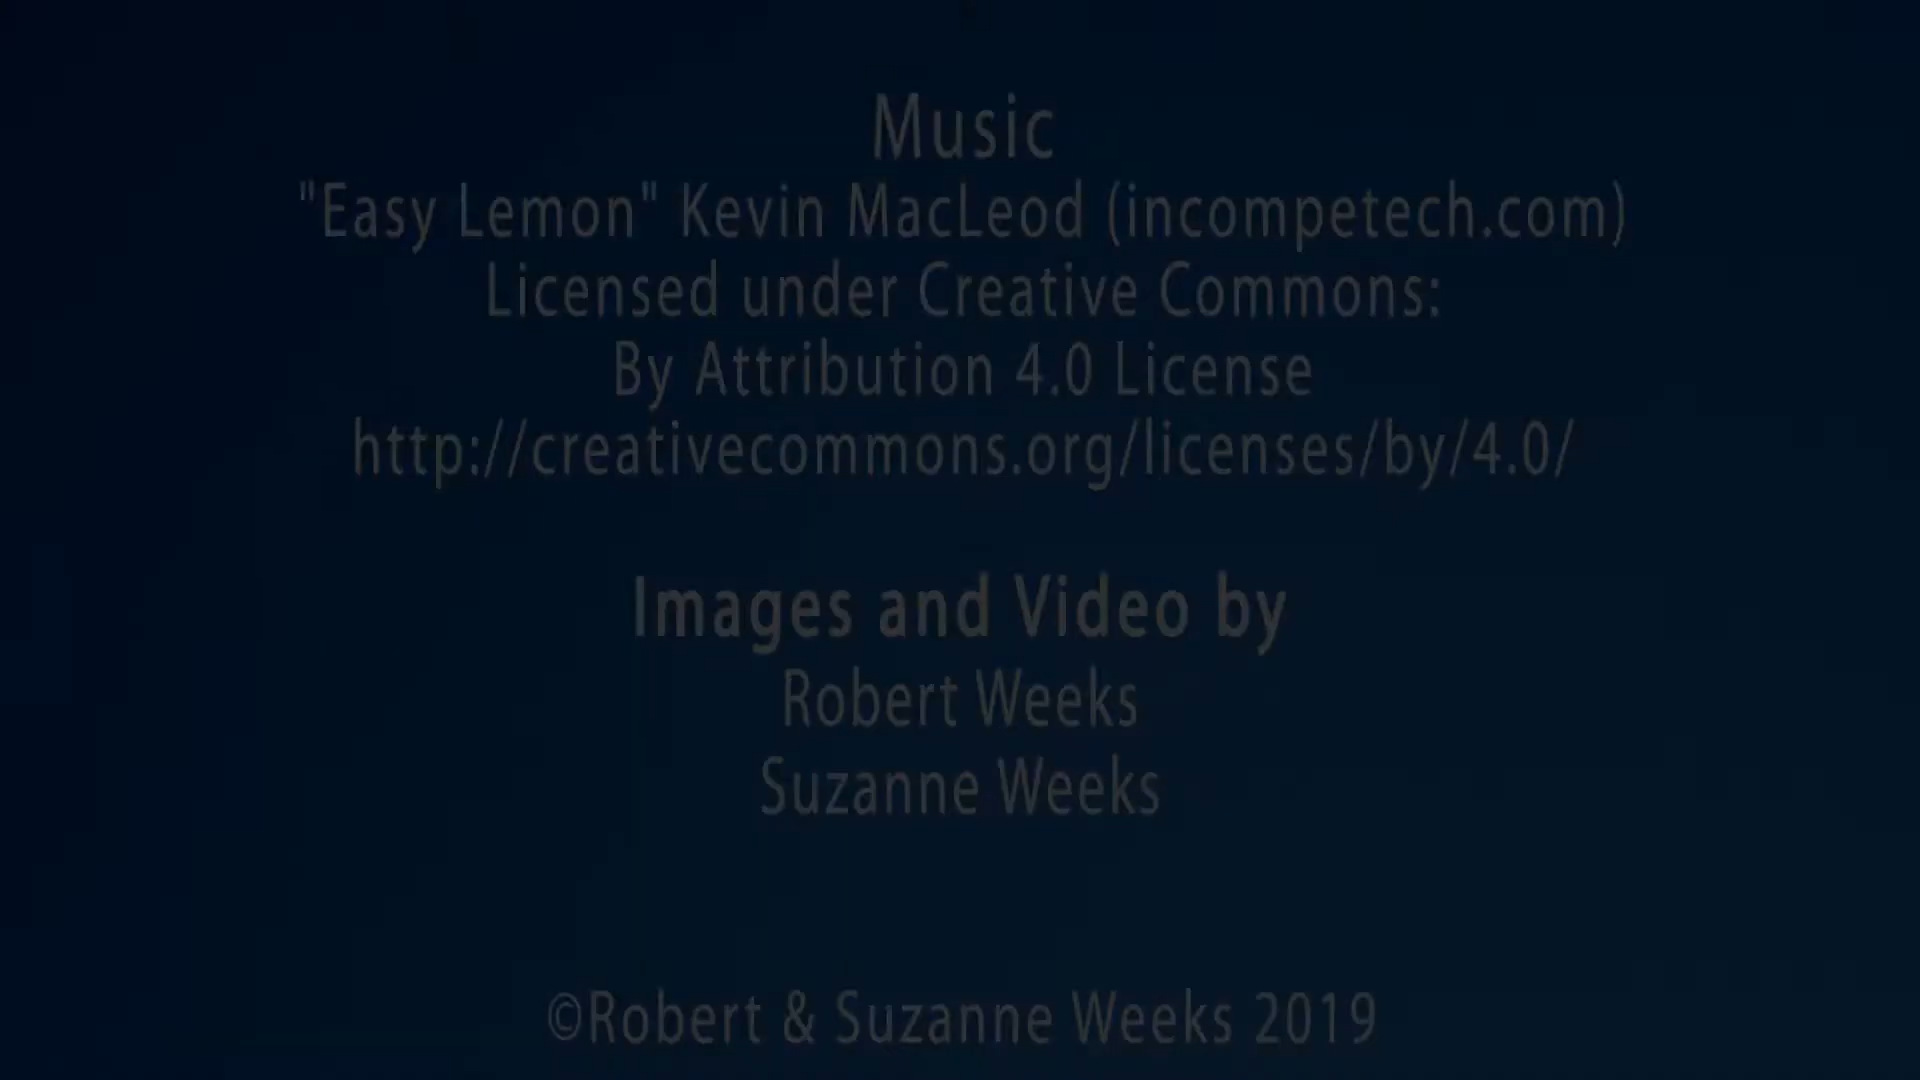 Music
"Easy Lemon" Kevin MacLeod (incompetech.com)
Licensed under Creative Commons:
By Attribution 4.0 License
http://creativecommons.org/licenses/by/4.0/
Images and Video by
Robert Weeks
Suzanne Weeks
©Robert & Suzanne Weeks 2019